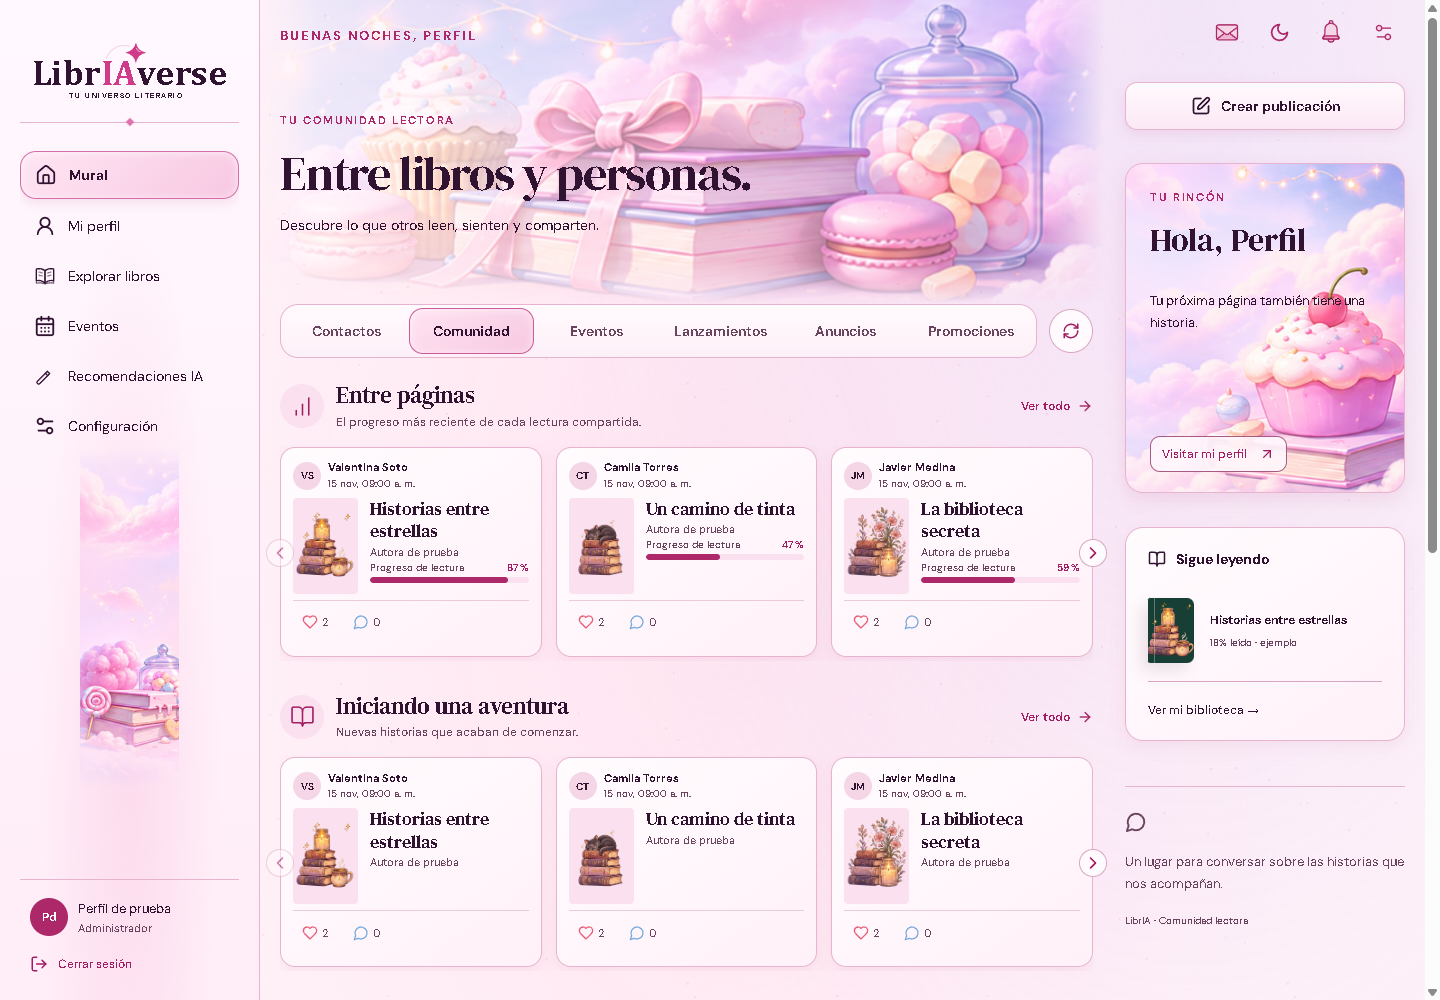 LibrIAverse
TU UNIVERSO LITERARIO
Mural
Mi perfil
Explorar libros
Eventos
Recomendaciones IA
Configuración
Pd
Perfil de prueba
Administrador
Cerrar sesión
BUENAS NOCHES, PERFIL
TU COMUNIDAD LECTORA
Entre libros y personas.
Descubre lo que otros leen, sienten y comparten.
Contactos
Comunidad
Eventos
Lanzamientos
Anuncios
Promociones
Entre páginas
El progreso más reciente de cada lectura compartida.
Ver todo →
VS
Valentina Soto
15 nov, 09:00 a. m.
Historias entre
estrellas
Autora de prueba
Progreso de lectura 87%
2 0
CT
Camila Torres
15 nov, 09:00 a. m.
Un camino de tinta
Autora de prueba
Progreso de lectura 47%
2 0
JM
Javier Medina
15 nov, 09:00 a. m.
La biblioteca
secreta
Autora de prueba
Progreso de lectura 59%
2 0
Iniciando una aventura
Nuevas historias que acaban de comenzar.
Ver todo →
VS
Valentina Soto
15 nov, 09:00 a. m.
Historias entre
estrellas
Autora de prueba
2 0
CT
Camila Torres
15 nov, 09:00 a. m.
Un camino de tinta
Autora de prueba
2 0
JM
Javier Medina
15 nov, 09:00 a. m.
La biblioteca
secreta
Autora de prueba
2 0
Crear publicación
TU RINCÓN
Hola, Perfil
Tu próxima página también tiene una
historia.
Visitar mi perfil
Sigue leyendo
Historias entre estrellas
18% leído · ejemplo
Ver mi biblioteca →
Un lugar para conversar sobre las historias que
nos acompañan.
LibrIA · Comunidad lectora